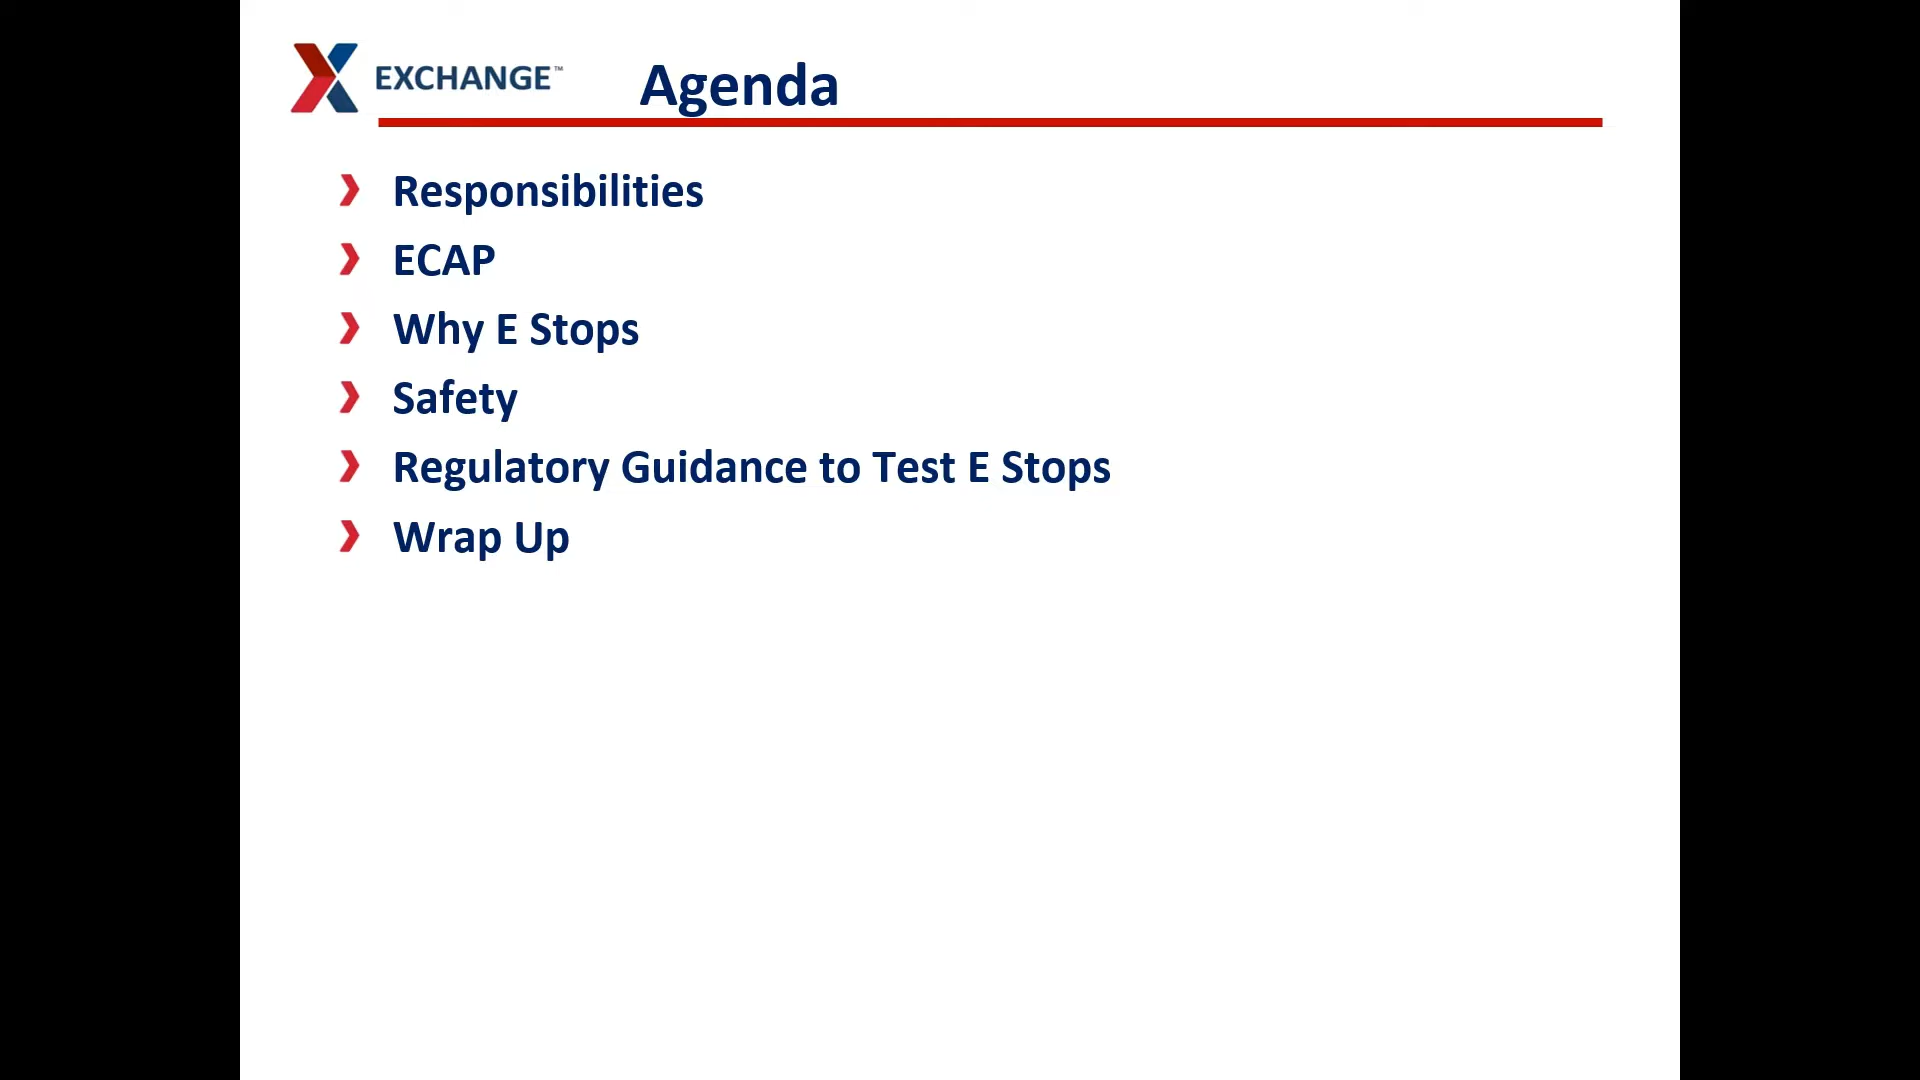 EXCHANGE™
Agenda
Responsibilities
ECAP
Why E Stops
Safety
Regulatory Guidance to Test E Stops
Wrap Up